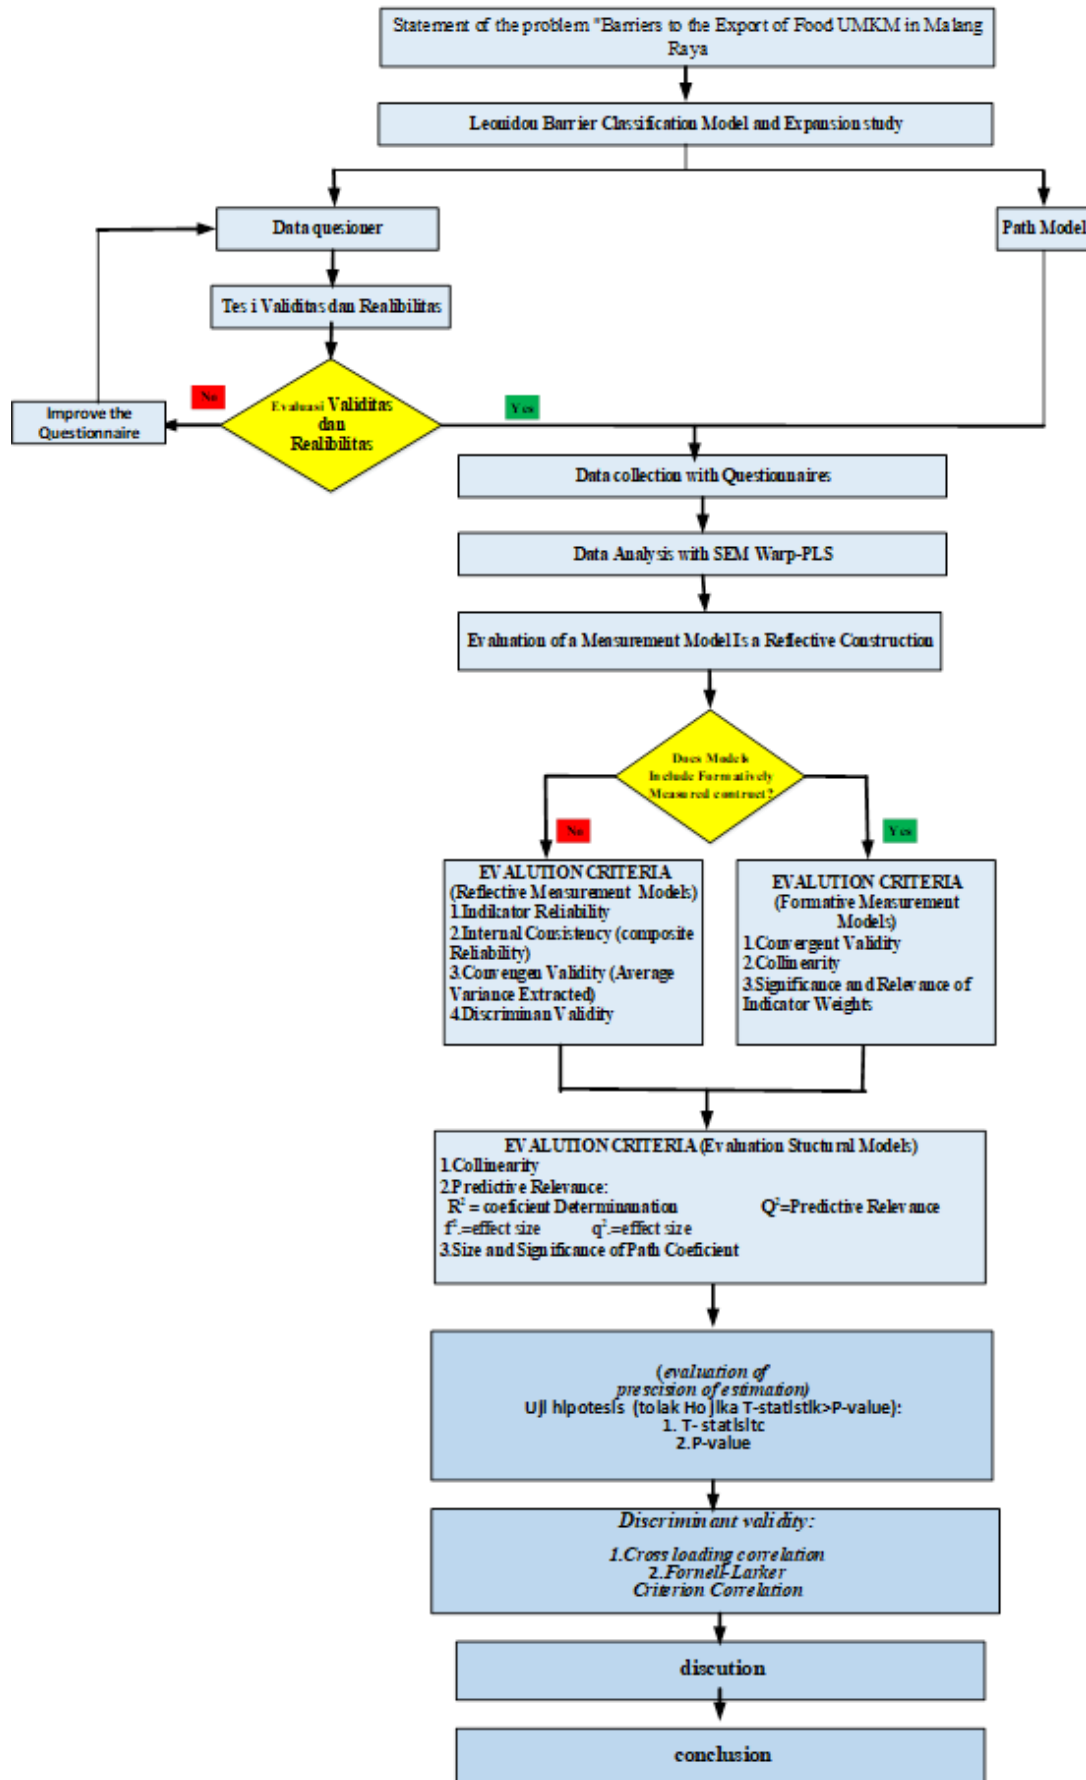 Statement of the problem "Barriers to the Export of Food UMKM in Malang
Raya
Leonidou Barrier Classification Model and Expansion study
Data quesioner
Path Model
Tes i Validitas dan Realibilitas
No
Yes
Improve the
Questionnaire
Evaluasi Validitas
dan
Realibilitas
Data collection with Questionnaires
Data Analysis with SEM Warp-PLS
Evaluation of a Measurement Model Is a Reflective Construction
Does Models
Include Formatively
Measured contruct?
No
Yes
EVALUTION CRITERIA
(Reflective Measurement Models)
1.Indikator Reliability
2.Internal Consistency (composite
Reliability)
3.Convengen Validity (Average
Variance Extracted)
4.Discriminan Validity
EVALUTION CRITERIA
(Formative Measurement
Models)
1.Convergent Validity
2.Collinearity
3.Significance and Relevance of
Indicator Weights
EVALUTION CRITERIA (Evaluation Stuctural Models)
1.Collinearity
2.Predictive Relevance:
R² = coeficient Determinanation Q²=Predictive Relevance
f².=effect size q².=effect size
3.Size and Significance of Path Coeficient
(evaluation of
prescision of estimation)
Uji hipotesis (tolak Ho jika T-statistik>P-value):
1. T- statisitc
2.P-value
Discriminant validity:
1.Cross loading correlation
2.Fornell-Larker
Criterion Correlation
discution
conclusion